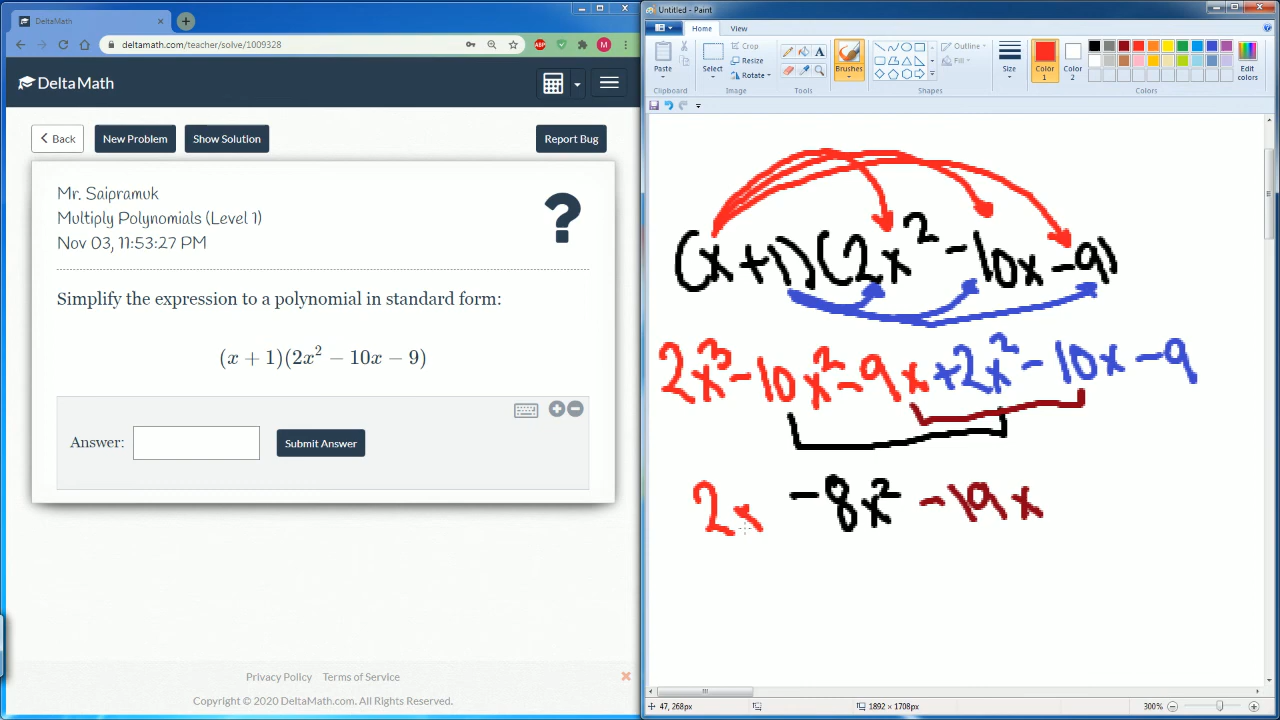 DeltaMath
deltamath.com/teacher/solve/1009328
ABP
M
DeltaMath
Back
New Problem
Show Solution
Report Bug
Mr. Saipramuk
Multiply Polynomials (Level 1)
Nov 03, 11:53:27 PM
?
Simplify the expression to a polynomial in standard form:
(x + 1)(2x² − 10x − 9)
Answer:
Submit Answer
Privacy Policy
Terms of Service
Copyright © 2020 DeltaMath.com. All Rights Reserved.
Untitled - Paint
Home
View
Paste
Select
Crop
Resize
Rotate
A
Brushes
Outline
Fill
Size
Color 1
Color 2
Edit colors
Clipboard
Image
Tools
Shapes
Colors
(x+1)(2x²-10x-9)
2x³-10x²-9x+2x²-10x-9
2x -8x² -19x
47, 268px
1892 × 1708px
300%